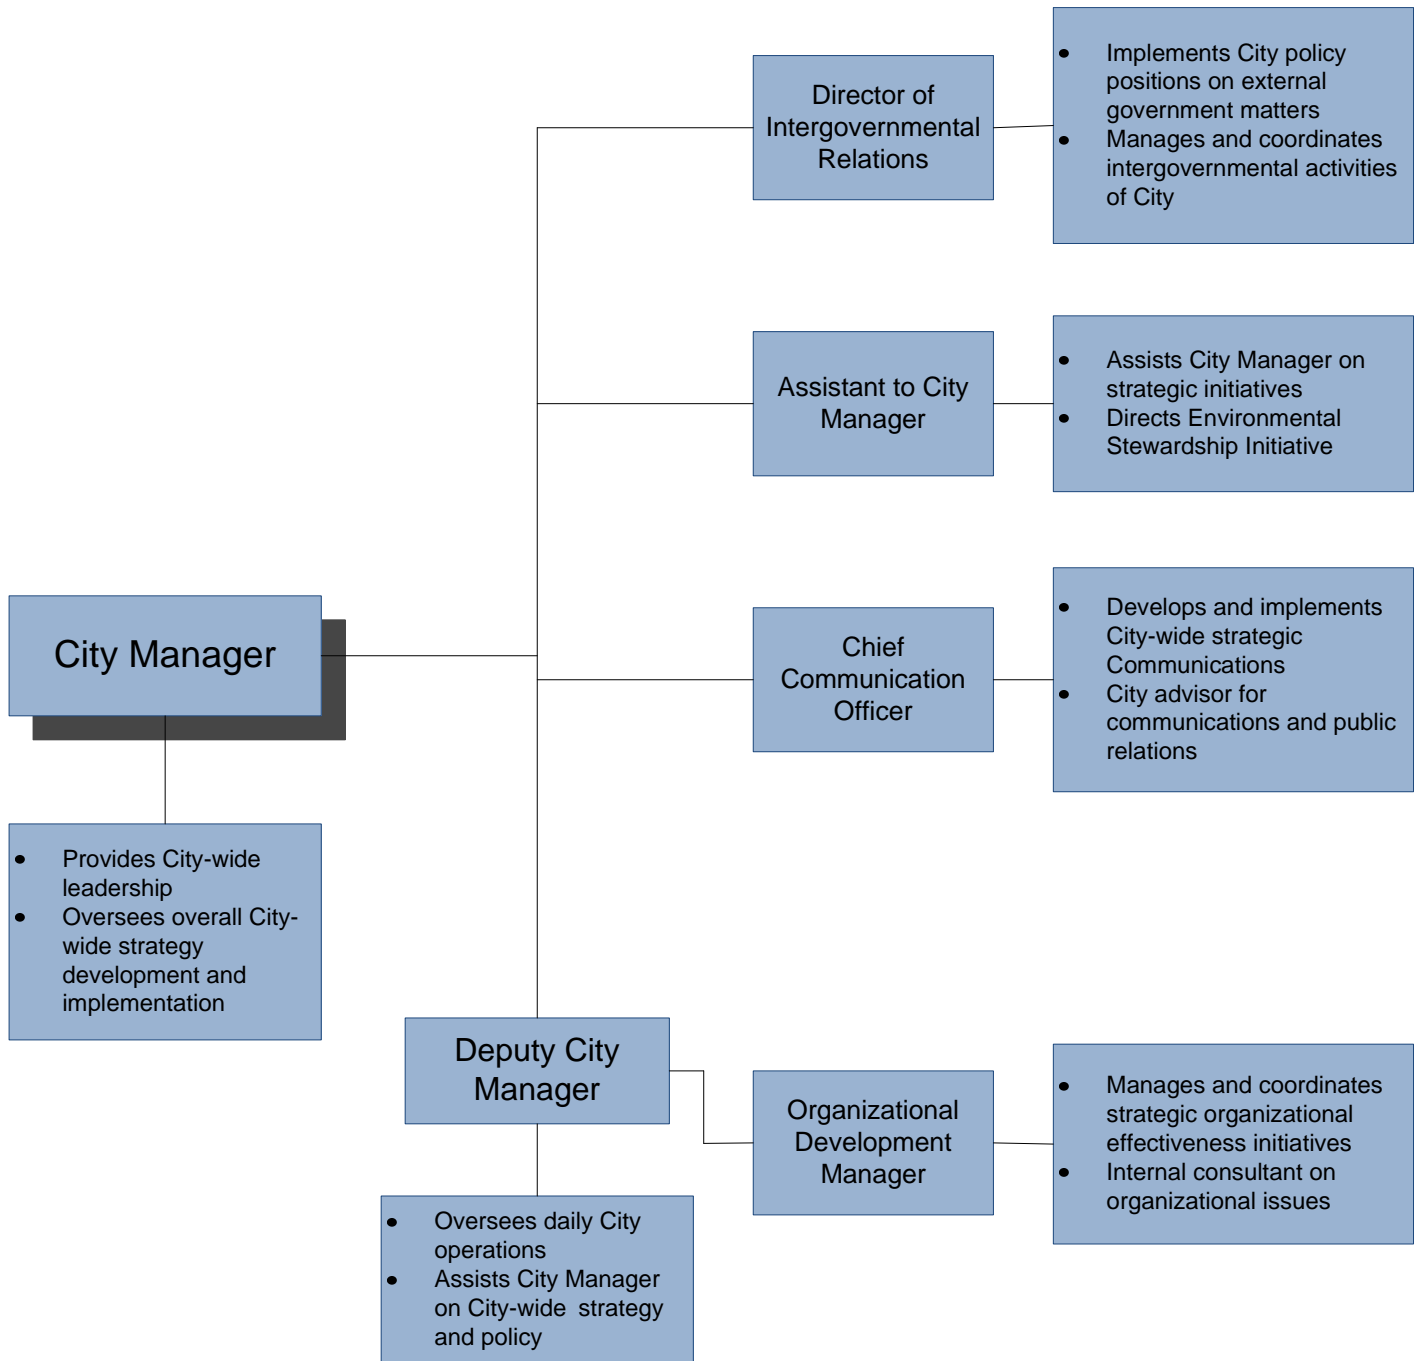 Director of
Intergovernmental
Relations
• Implements City policy
positions on external
government matters
• Manages and coordinates
intergovernmental activities
of City
Assistant to City
Manager
• Assists City Manager on
strategic initiatives
• Directs Environmental
Stewardship Initiative
City Manager
Chief
Communication
Officer
• Develops and implements
City-wide strategic
Communications
• City advisor for
communications and public
relations
• Provides City-wide
leadership
• Oversees overall City-
wide strategy
development and
implementation
Deputy City
Manager
Organizational
Development
Manager
• Manages and coordinates
strategic organizational
effectiveness initiatives
• Internal consultant on
organizational issues
• Oversees daily City
operations
• Assists City Manager
on City-wide strategy
and policy